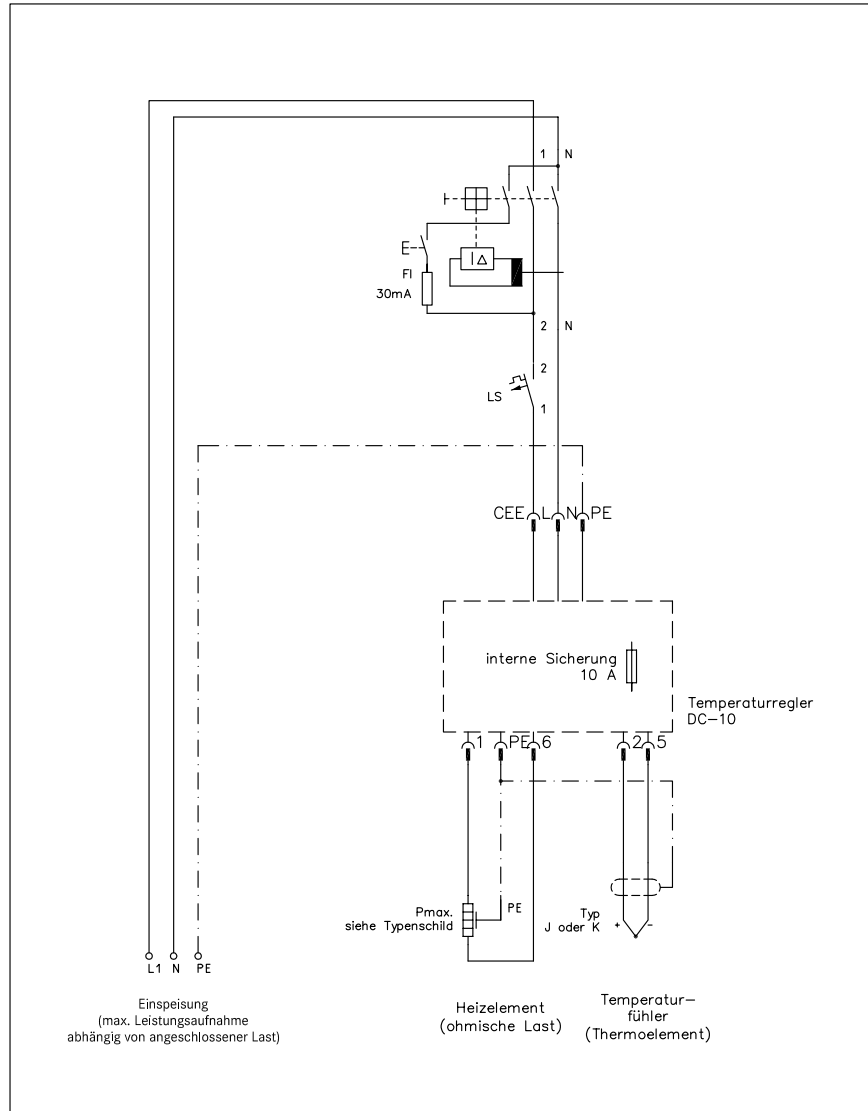 1 N
I Δ
FI
30mA
2 N
2
LS
1
CEE L N PE
interne Sicherung
10 A
Temperaturregler
DC-10
1 PE 6 2 5
Pmax.
siehe Typenschild
PE
Typ
J oder K
+ -
L1 N PE
Einspeisung
(max. Leistungsaufnahme
abhängig von angeschlossener Last)
Heizelement
(ohmische Last)
Temperatur-
fühler
(Thermoelement)